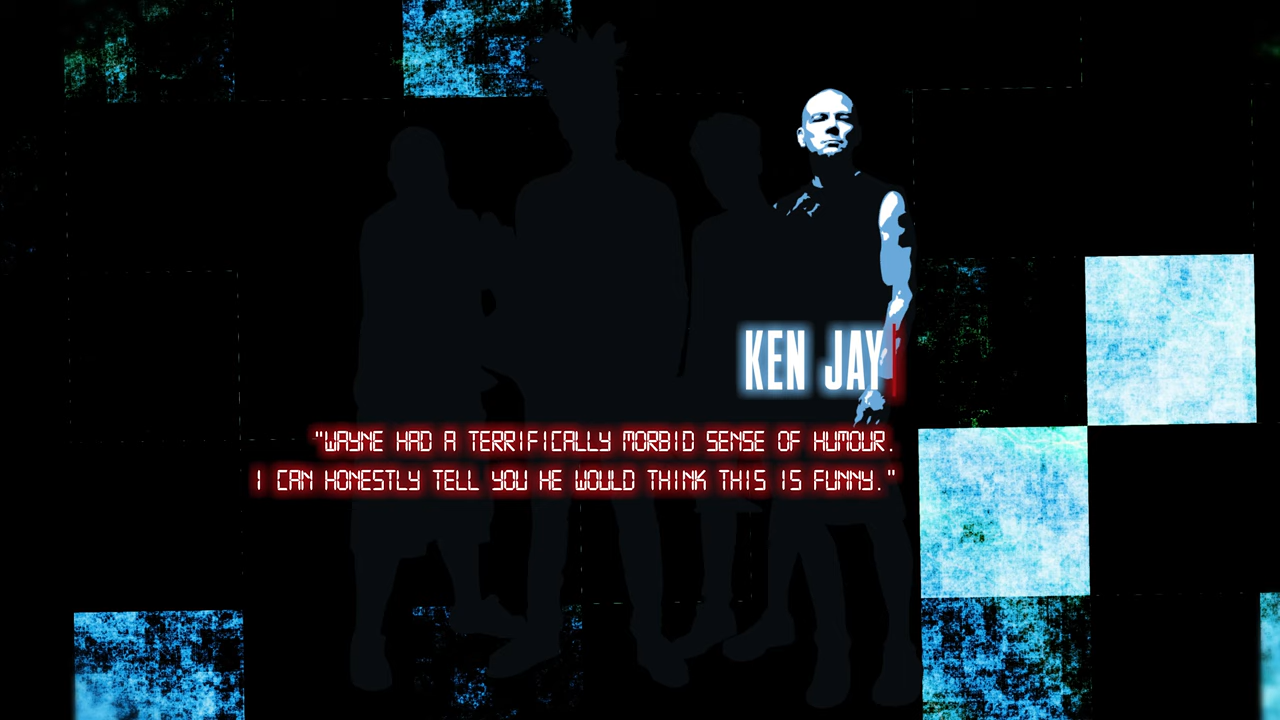 KEN JAY
"WAYNE HAD A TERRIFICALLY MORBID SENSE OF HUMOUR.
I CAN HONESTLY TELL YOU HE WOULD THINK THIS IS FUNNY."